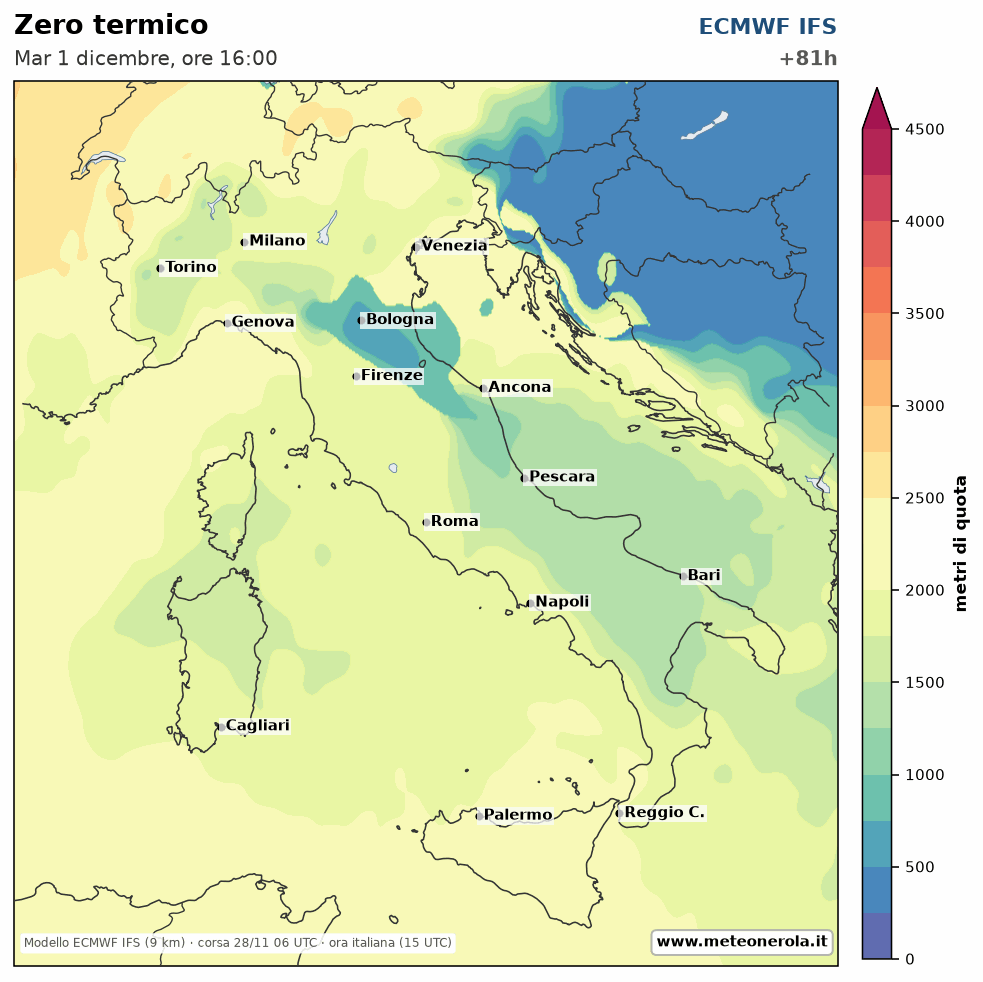 Zero termico
ECMWF IFS
Mar 1 dicembre, ore 16:00
+81h
Milano
Venezia
Torino
Genova
Bologna
Firenze
Ancona
Pescara
Roma
Bari
Napoli
Cagliari
Palermo
Reggio C.
4500
4000
3500
3000
2500
2000
1500
1000
500
0
metri di quota
Modello ECMWF IFS (9 km) · corsa 28/11 06 UTC · ora italiana (15 UTC)
www.meteonerola.it